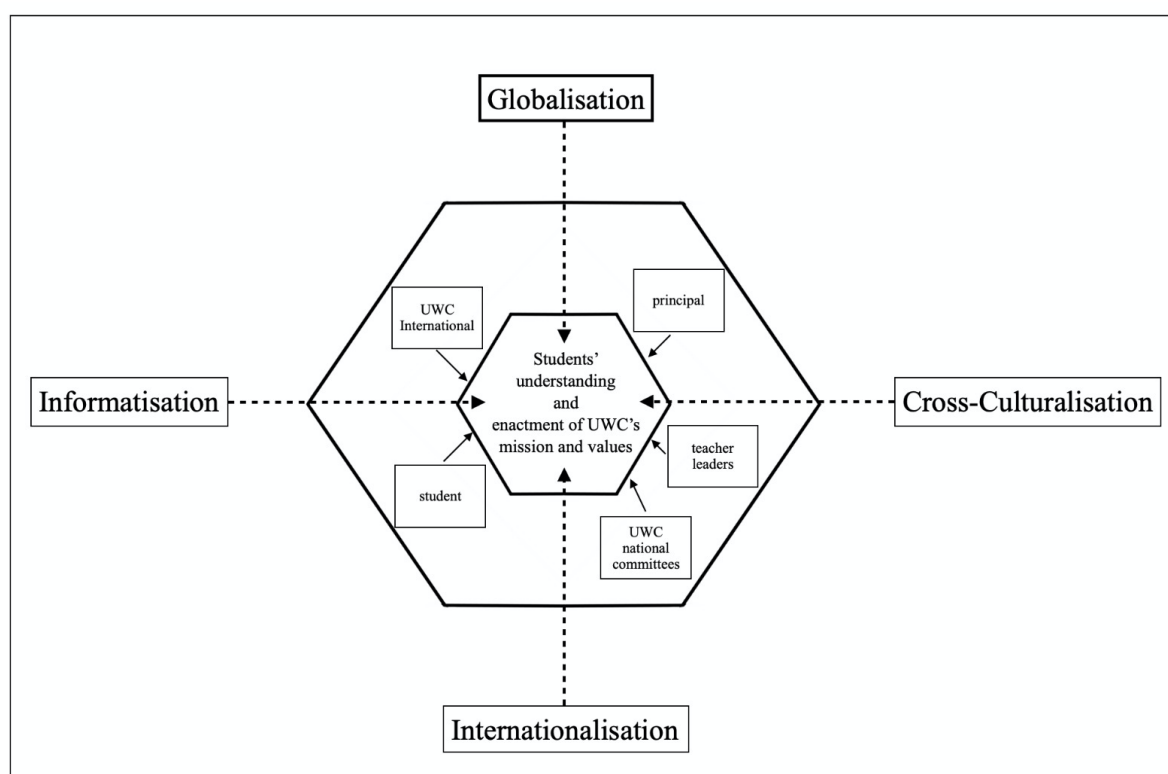 Globalisation
principal
UWC
International
Students’
understanding
and
enactment of UWC’s
mission and values
Informatisation
Cross-Culturalisation
teacher
leaders
student
UWC
national
committees
Internationalisation